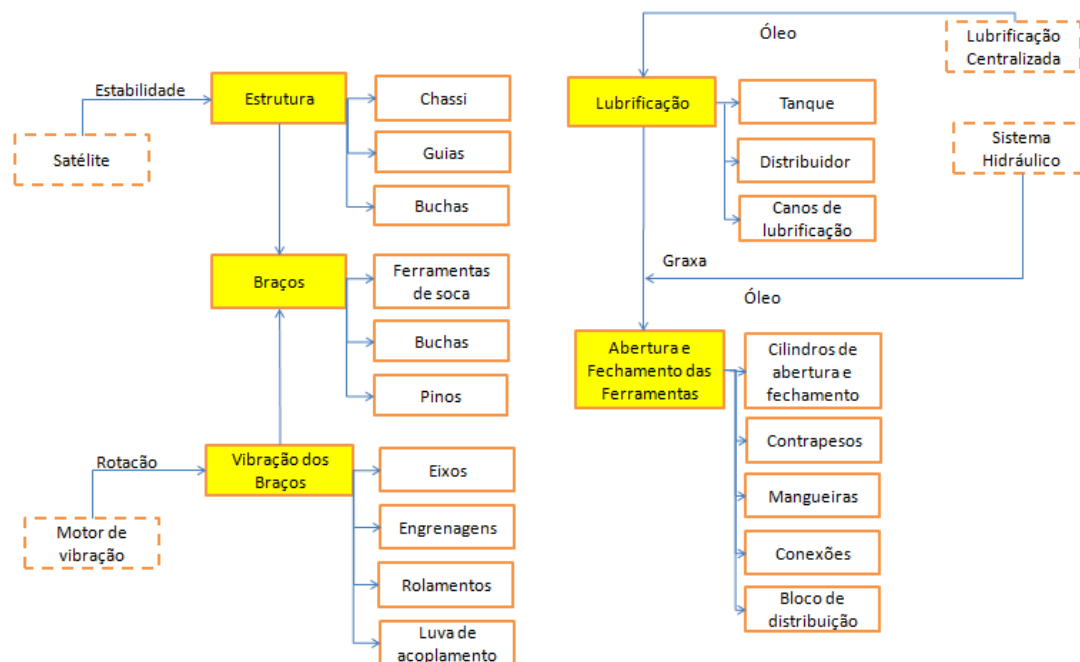 Estabilidade
Estrutura
Chassi
Satélite
Guias
Buchas
Braços
Ferramentas
de soca
Buchas
Pinos
Rotacão
Vibração dos
Braços
Eixos
Motor de
vibração
Engrenagens
Rolamentos
Luva de
acoplamento
Óleo
Lubrificação
Centralizada
Lubrificação
Tanque
Sistema
Hidráulico
Distribuidor
Canos de
lubrificação
Graxa
Óleo
Abertura e
Fechamento das
Ferramentas
Cilindros de
abertura e
fechamento
Contrapesos
Mangueiras
Conexões
Bloco de
distribuição